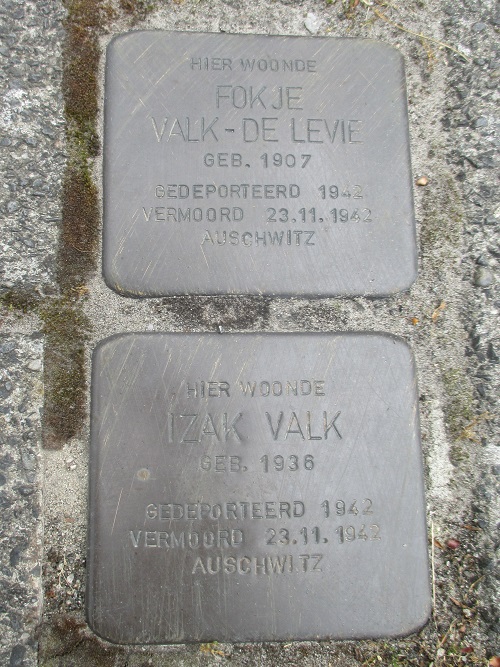 HIER WOONDE
FOKJE
VALK-DE LEVIE
GEB. 1907
GEDEPORTEERD 1942
VERMOORD 23.11.1942
AUSCHWITZ
HIER WOONDE
IZAK VALK
GEB. 1936
GEDEPORTEERD 1942
VERMOORD 23.11.1942
AUSCHWITZ